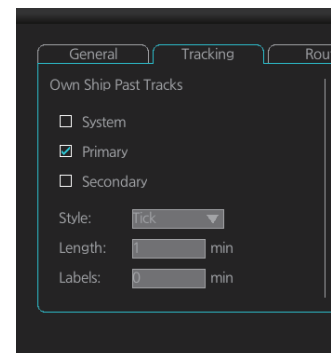 General Tracking Rou
Own Ship Past Tracks
System
Primary
Secondary
Style: Tick
Length: 1 min
Labels: 0 min